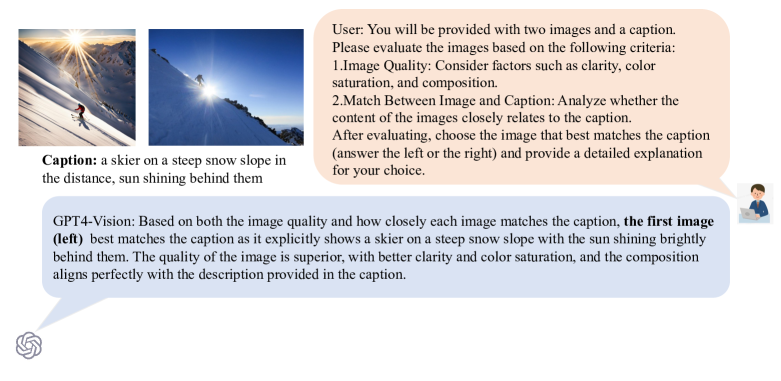 User: You will be provided with two images and a caption.
Please evaluate the images based on the following criteria:
1.Image Quality: Consider factors such as clarity, color
saturation, and composition.
2.Match Between Image and Caption: Analyze whether the
content of the images closely relates to the caption.
After evaluating, choose the image that best matches the caption
(answer the left or the right) and provide a detailed explanation
for your choice.
Caption: a skier on a steep snow slope in
the distance, sun shining behind them
GPT4-Vision: Based on both the image quality and how closely each image matches the caption, the first image
(left) best matches the caption as it explicitly shows a skier on a steep snow slope with the sun shining brightly
behind them. The quality of the image is superior, with better clarity and color saturation, and the composition
aligns perfectly with the description provided in the caption.